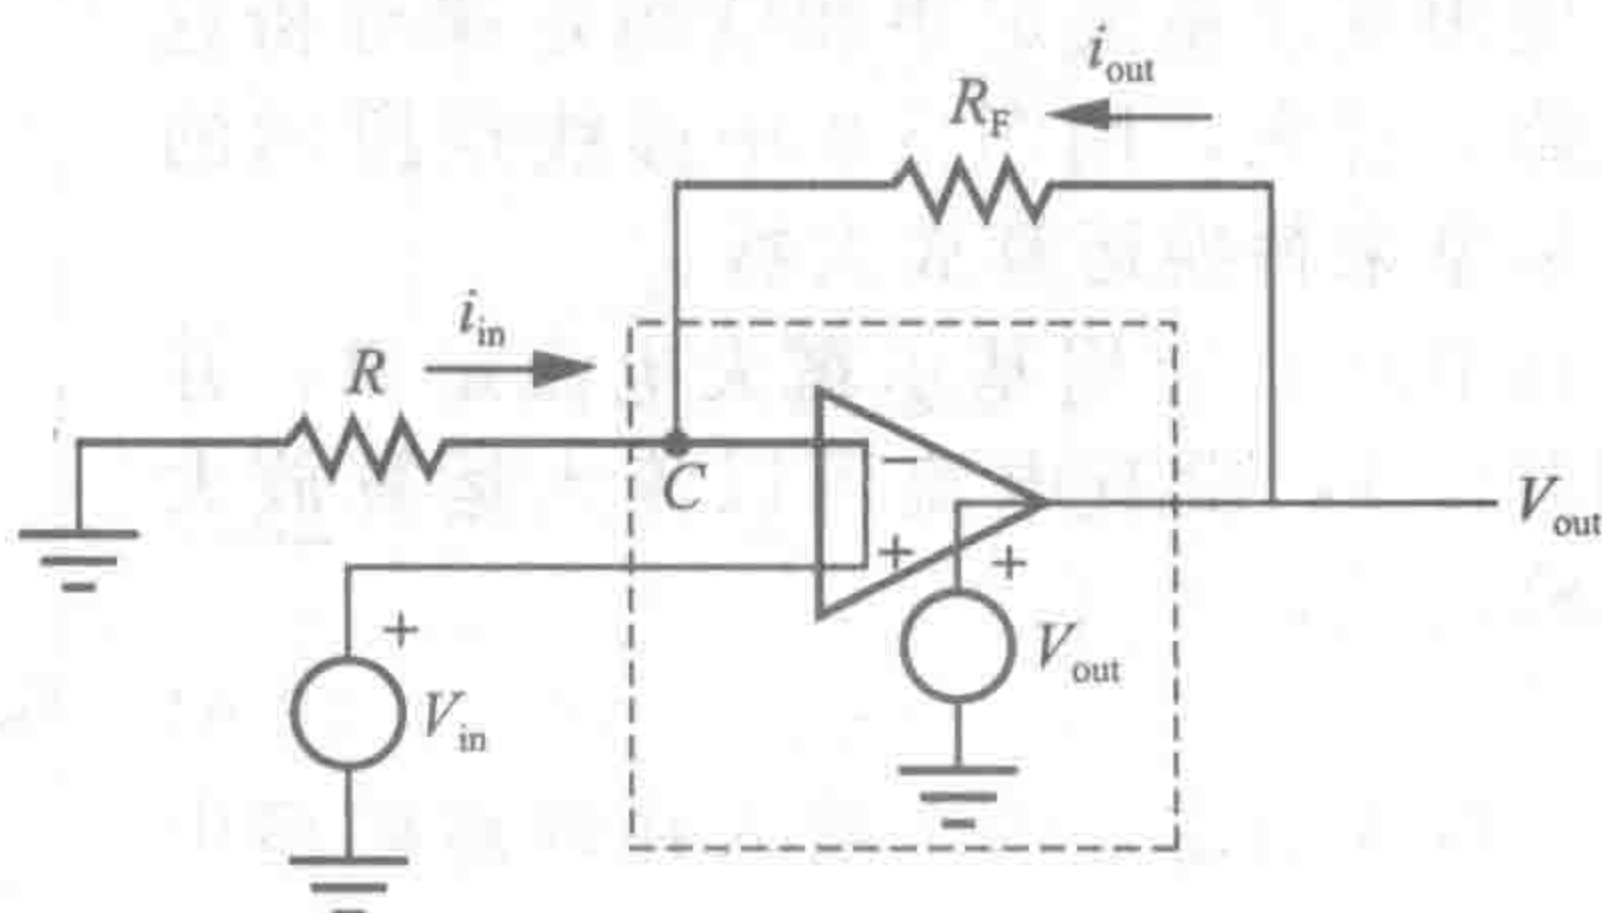 i_out
R_F
i_in
R
C
−
+
+
V_out
+
V_out
V_in